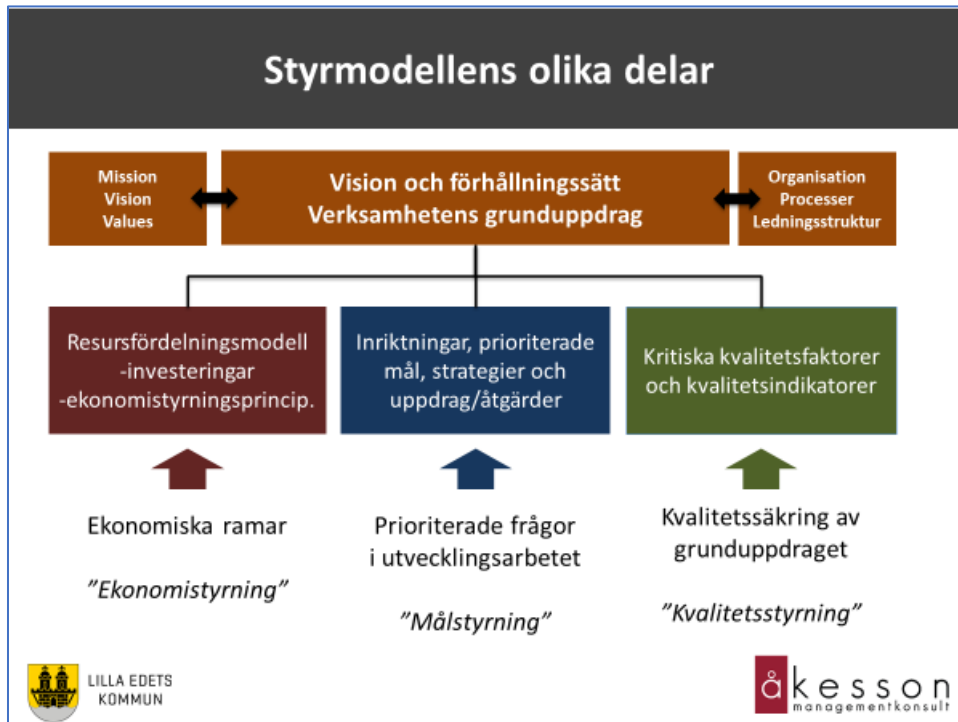 Styrmodellens olika delar
Mission
Vision
Values
Vision och förhållningssätt
Verksamhetens grunduppdrag
Organisation
Processer
Ledningsstruktur
Resursfördelningsmodell
-investeringar
-ekonomistyrningsprincip.
Inriktningar, prioriterade
mål, strategier och
uppdrag/åtgärder
Kritiska kvalitetsfaktorer
och kvalitetsindikatorer
Ekonomiska ramar
”Ekonomistyrning”
Prioriterade frågor
i utvecklingsarbetet
”Målstyrning”
Kvalitetssäkring av
grunduppdraget
”Kvalitetsstyrning”
LILLA EDETS
KOMMUN
åkesson
managementkonsult